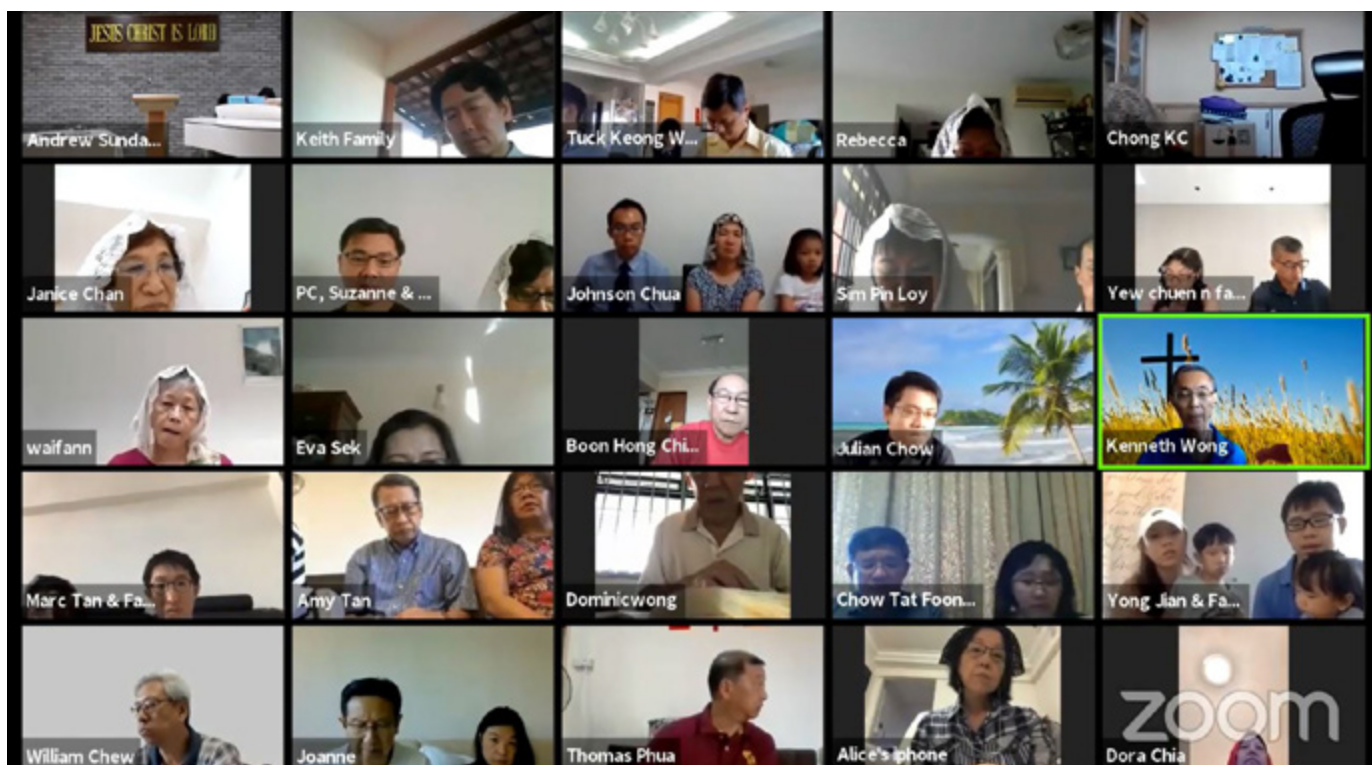 JESUS CHRIST IS LORD
Andrew Sunda...
Keith Family
Tuck Keong W...
Rebecca
Chong KC
Janice Chan
PC, Suzanne & ...
Johnson Chua
Sim Pin Loy
Yew chuen n fa...
waifann
Eva Sek
Boon Hong Chi...
Julian Chow
Kenneth Wong
Marc Tan & Fa...
Amy Tan
Dominicwong
Chow Tat Foon...
Yong Jian & Fa...
William Chew
Joanne
Thomas Phua
Alice's iphone
Dora Chia
zoom